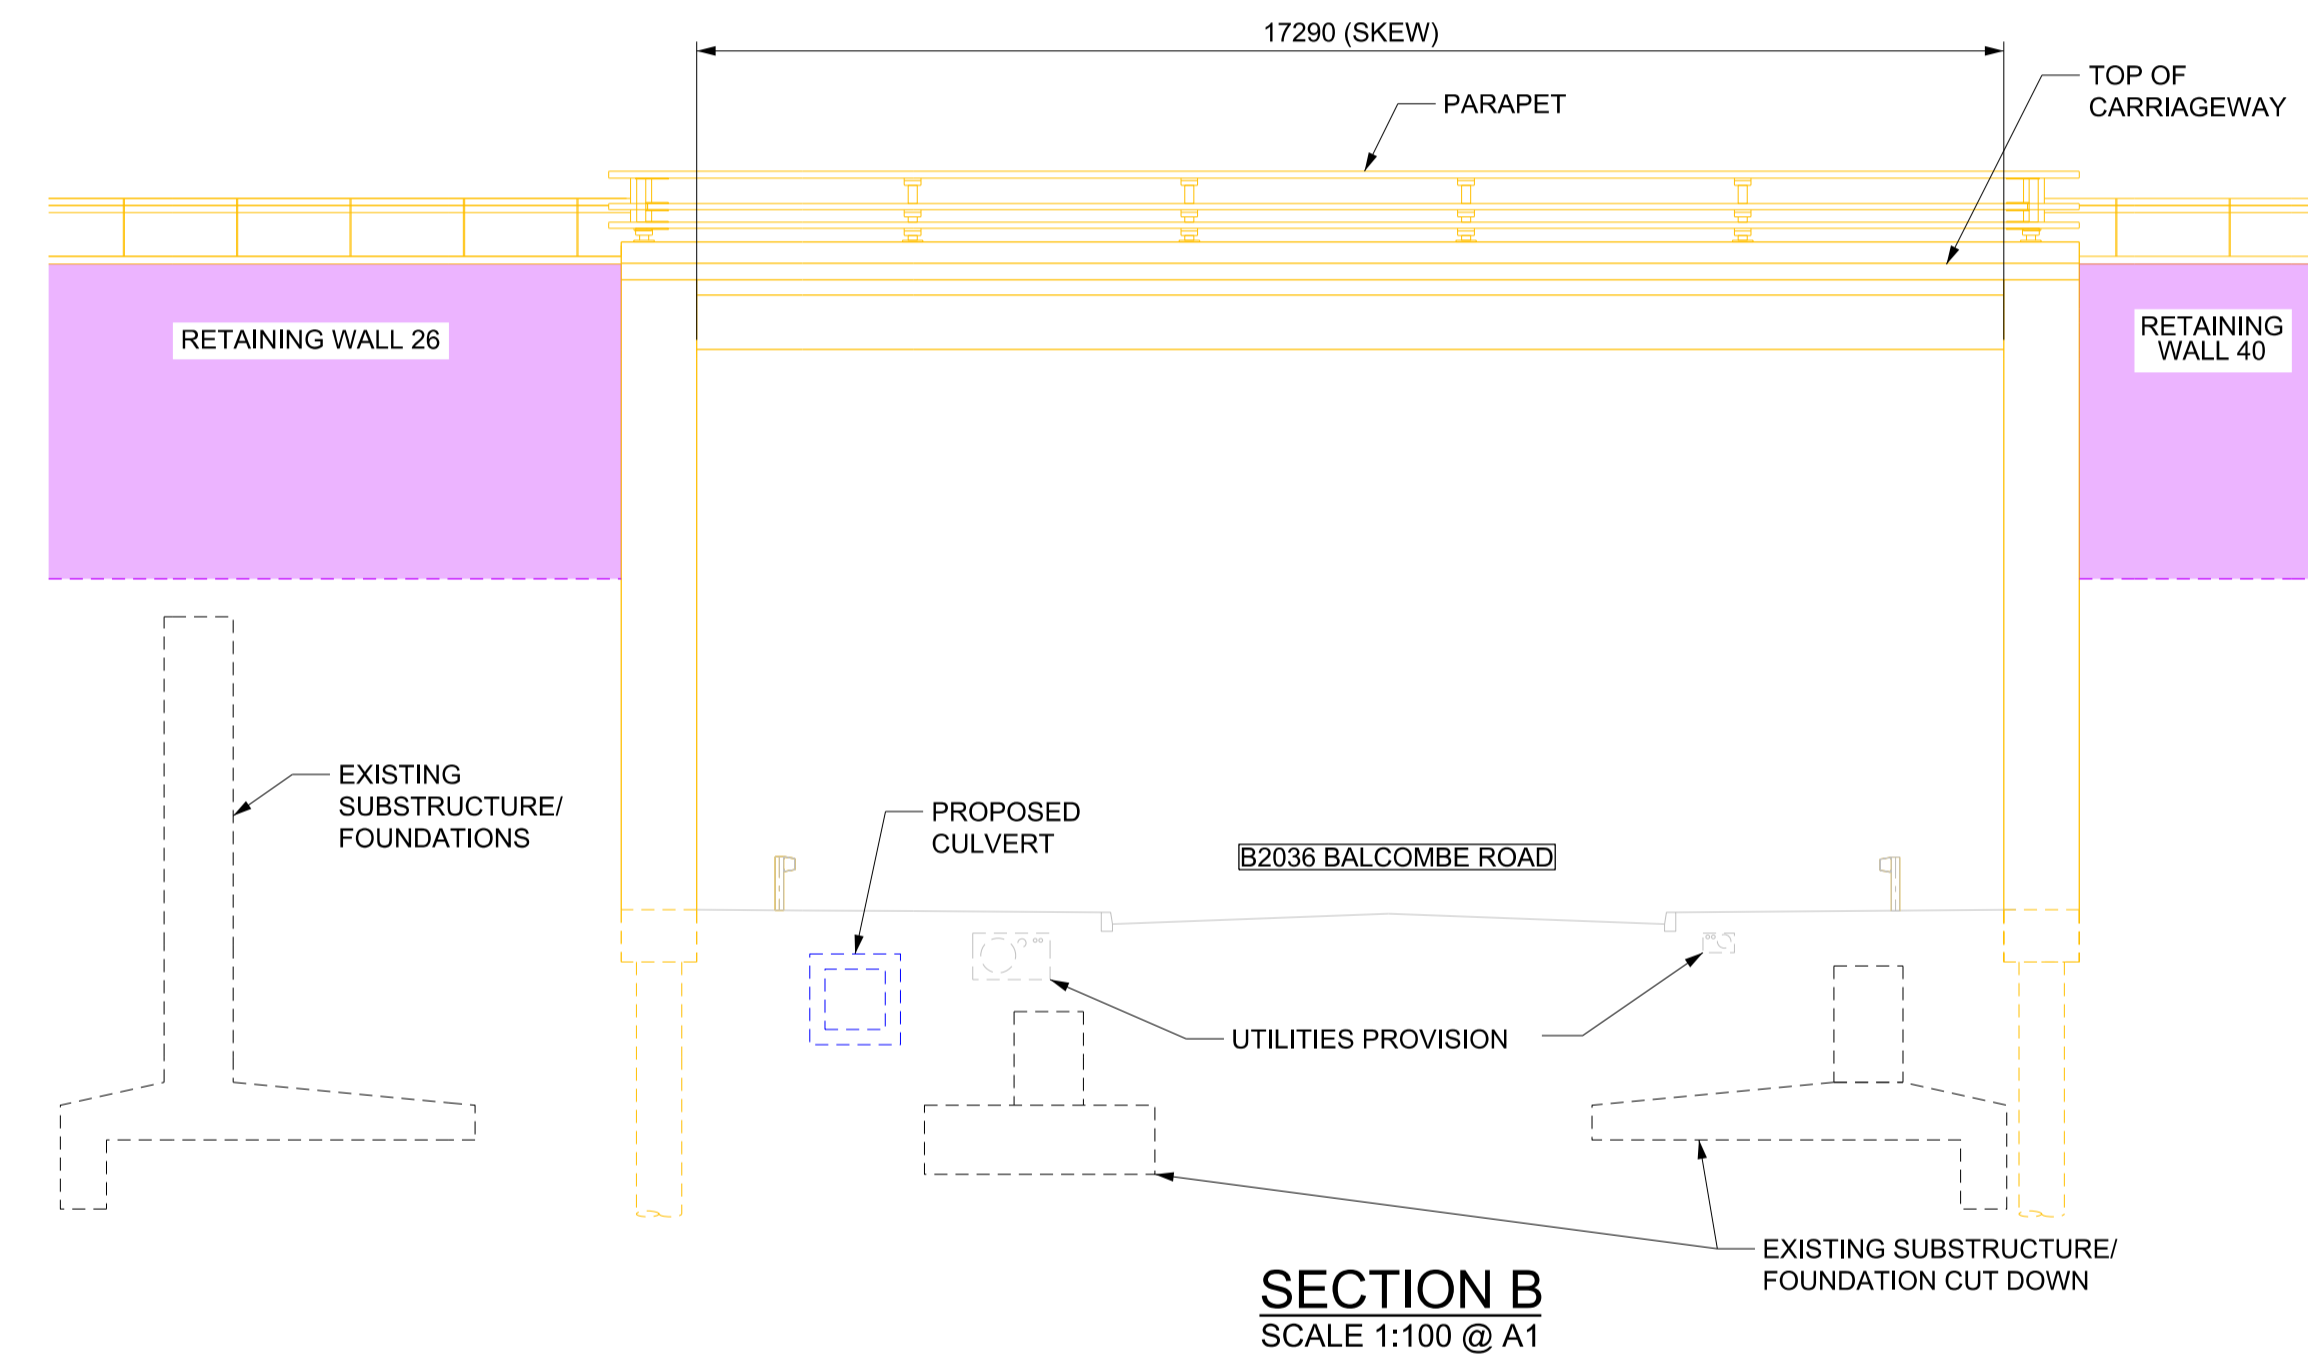 17290 (SKEW)
TOP OF
CARRIAGEWAY
PARAPET
RETAINING WALL 26
RETAINING
WALL 40
EXISTING
SUBSTRUCTURE/
FOUNDATIONS
PROPOSED
CULVERT
B2036 BALCOMBE ROAD
UTILITIES PROVISION
EXISTING SUBSTRUCTURE/
FOUNDATION CUT DOWN
SECTION B
SCALE 1:100 @ A1